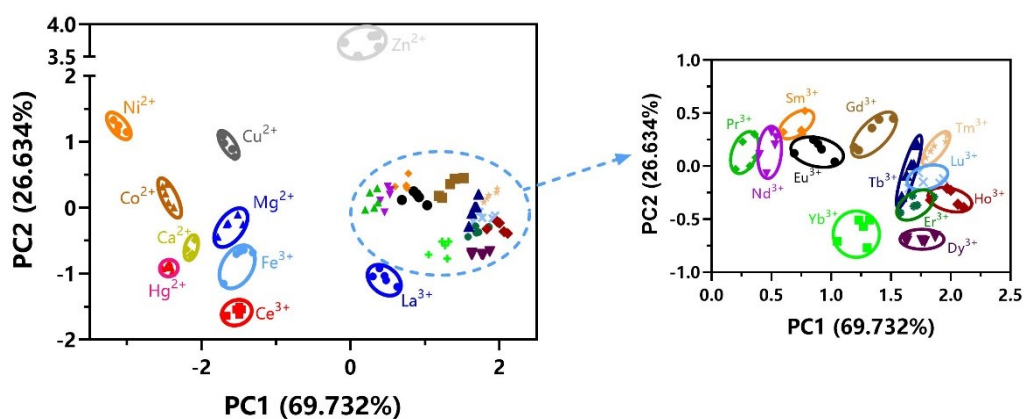 PC2 (26.634%)
4.0
3.5
2
1
0
-1
-2
Zn²⁺
Ni²⁺
Cu²⁺
Co²⁺
Mg²⁺
Ca²⁺
Fe³⁺
Hg²⁺
La³⁺
Ce³⁺
-2
0
2
PC1 (69.732%)
PC2 (26.634%)
1.0
0.5
0.0
-0.5
-1.0
Sm³⁺
Gd³⁺
Pr³⁺
Tm³⁺
Lu³⁺
Eu³⁺
Tb³⁺
Nd³⁺
Ho³⁺
Yb³⁺
Er³⁺
Dy³⁺
0.0
0.5
1.0
1.5
2.0
2.5
PC1 (69.732%)